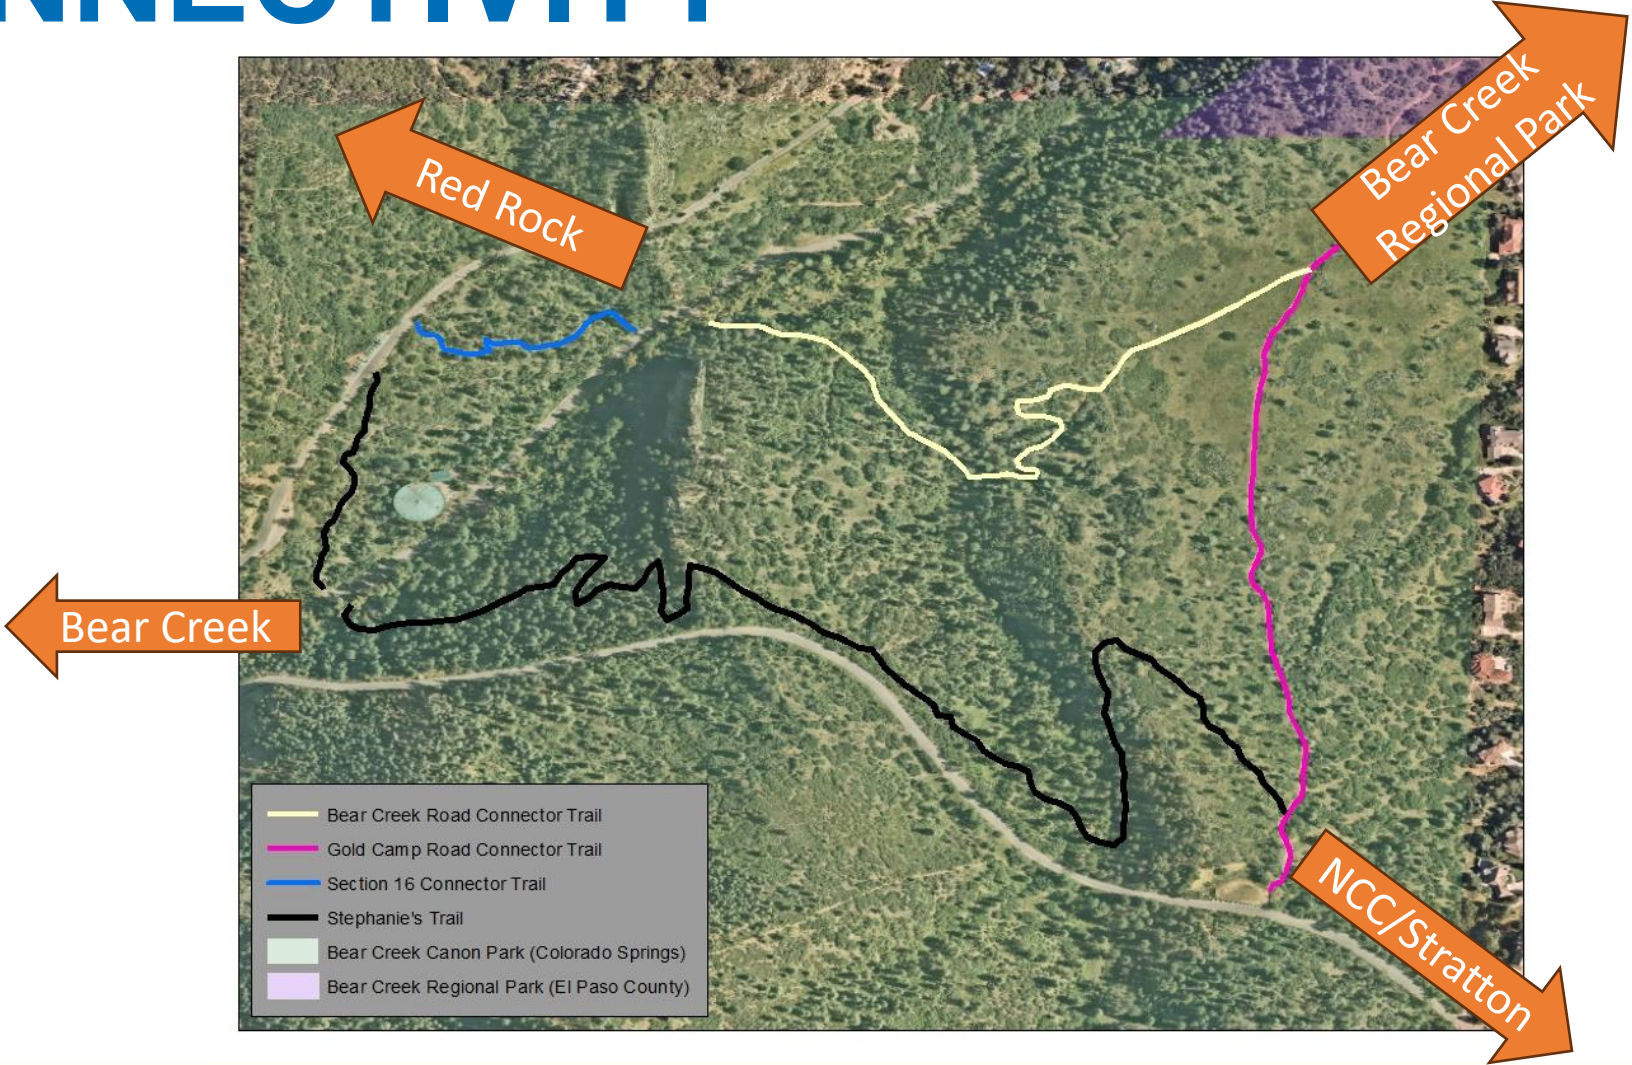 NNECTIVITY
Bear Creek
Regional Park
Red Rock
Bear Creek
NCC/Stratton
Bear Creek Road Connector Trail
Gold Camp Road Connector Trail
Section 16 Connector Trail
Stephanie's Trail
Bear Creek Canon Park (Colorado Springs)
Bear Creek Regional Park (El Paso County)